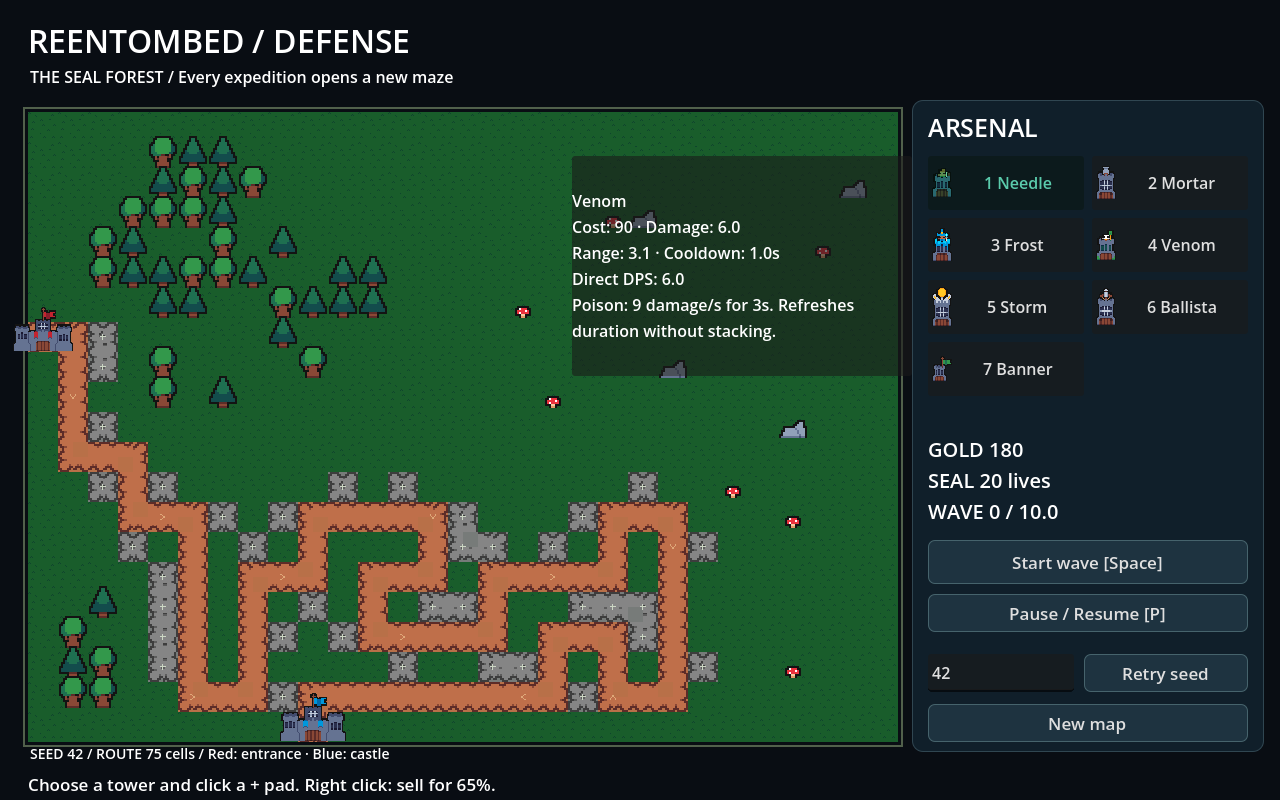 REENTOMBED / DEFENSE
THE SEAL FOREST / Every expedition opens a new maze
ARSENAL
1 Needle
2 Mortar
3 Frost
4 Venom
5 Storm
6 Ballista
7 Banner
Venom
Cost: 90 · Damage: 6.0
Range: 3.1 · Cooldown: 1.0s
Direct DPS: 6.0
Poison: 9 damage/s for 3s. Refreshes
duration without stacking.
GOLD 180
SEAL 20 lives
WAVE 0 / 10.0
Start wave [Space]
Pause / Resume [P]
42
Retry seed
New map
SEED 42 / ROUTE 75 cells / Red: entrance · Blue: castle
Choose a tower and click a + pad. Right click: sell for 65%.